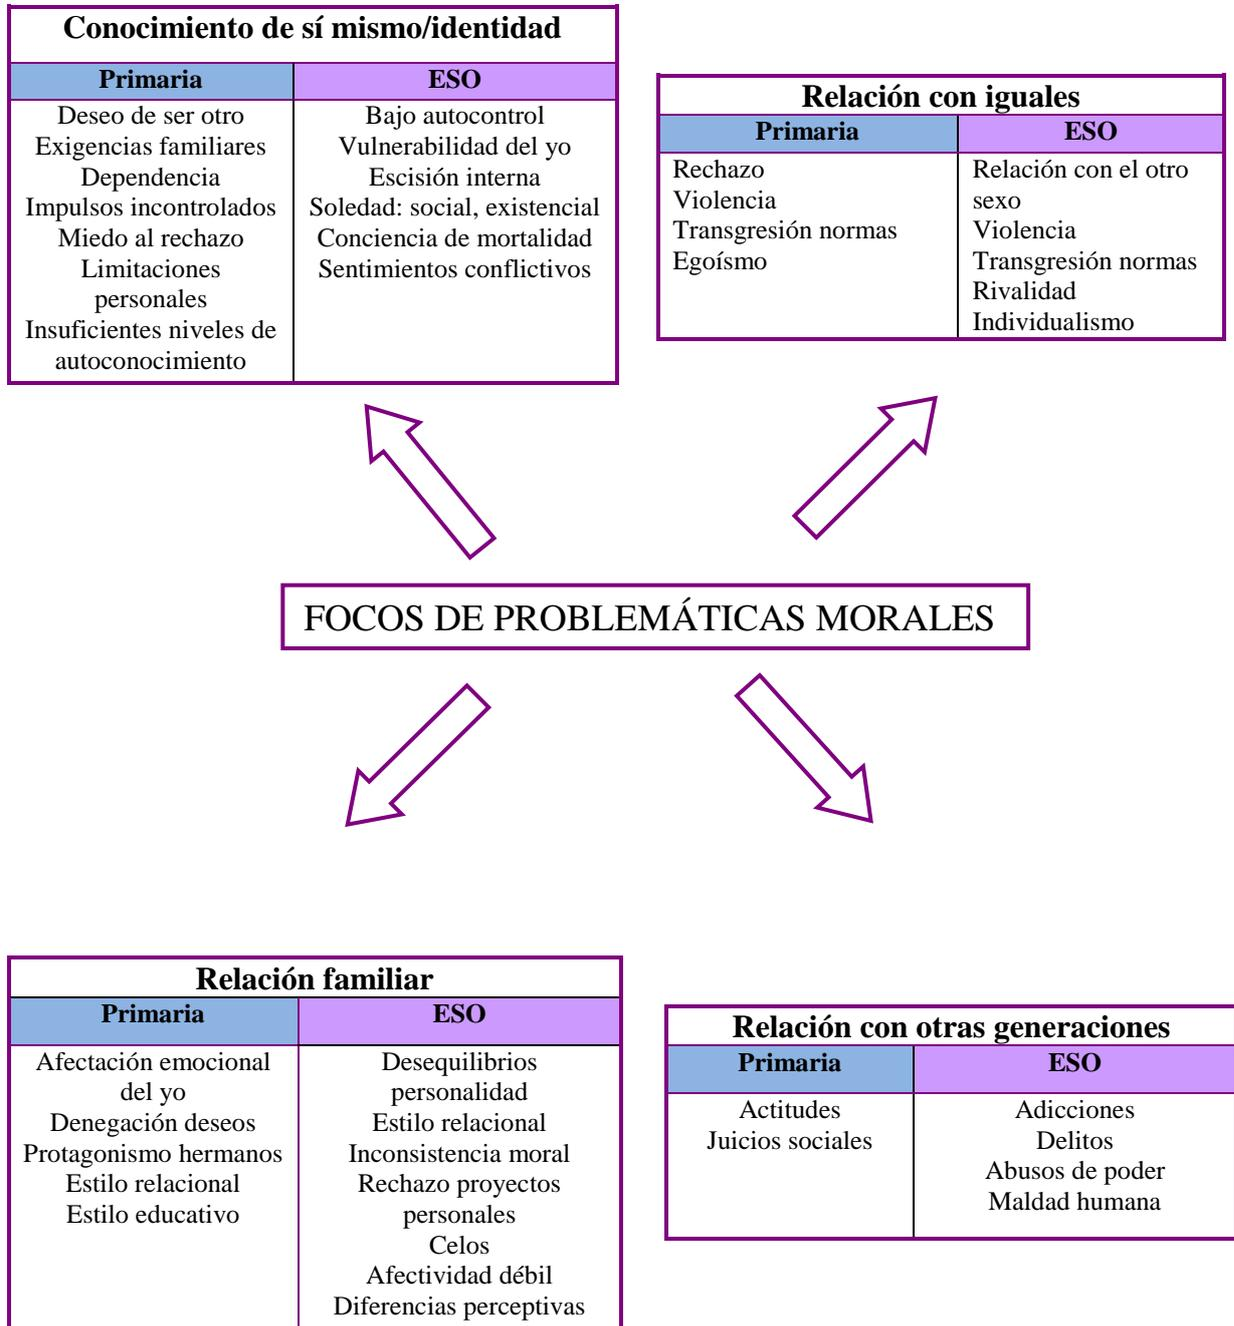 Conocimiento de sí mismo/identidad
Primaria
ESO
Deseo de ser otro
Exigencias familiares
Dependencia
Impulsos incontrolados
Miedo al rechazo
Limitaciones
personales
Insuficientes niveles de
autoconocimiento
Bajo autocontrol
Vulnerabilidad del yo
Escisión interna
Soledad: social, existencial
Conciencia de mortalidad
Sentimientos conflictivos
Relación con iguales
Primaria
ESO
Rechazo
Violencia
Transgresión normas
Egoísmo
Relación con el otro
sexo
Violencia
Transgresión normas
Rivalidad
Individualismo
FOCOS DE PROBLEMÁTICAS MORALES
Relación familiar
Primaria
ESO
Afectación emocional
del yo
Denegación deseos
Protagonismo hermanos
Estilo relacional
Estilo educativo
Desequilibrios
personalidad
Estilo relacional
Inconsistencia moral
Rechazo proyectos
personales
Celos
Afectividad débil
Diferencias perceptivas
Relación con otras generaciones
Primaria
ESO
Actitudes
Juicios sociales
Adicciones
Delitos
Abusos de poder
Maldad humana